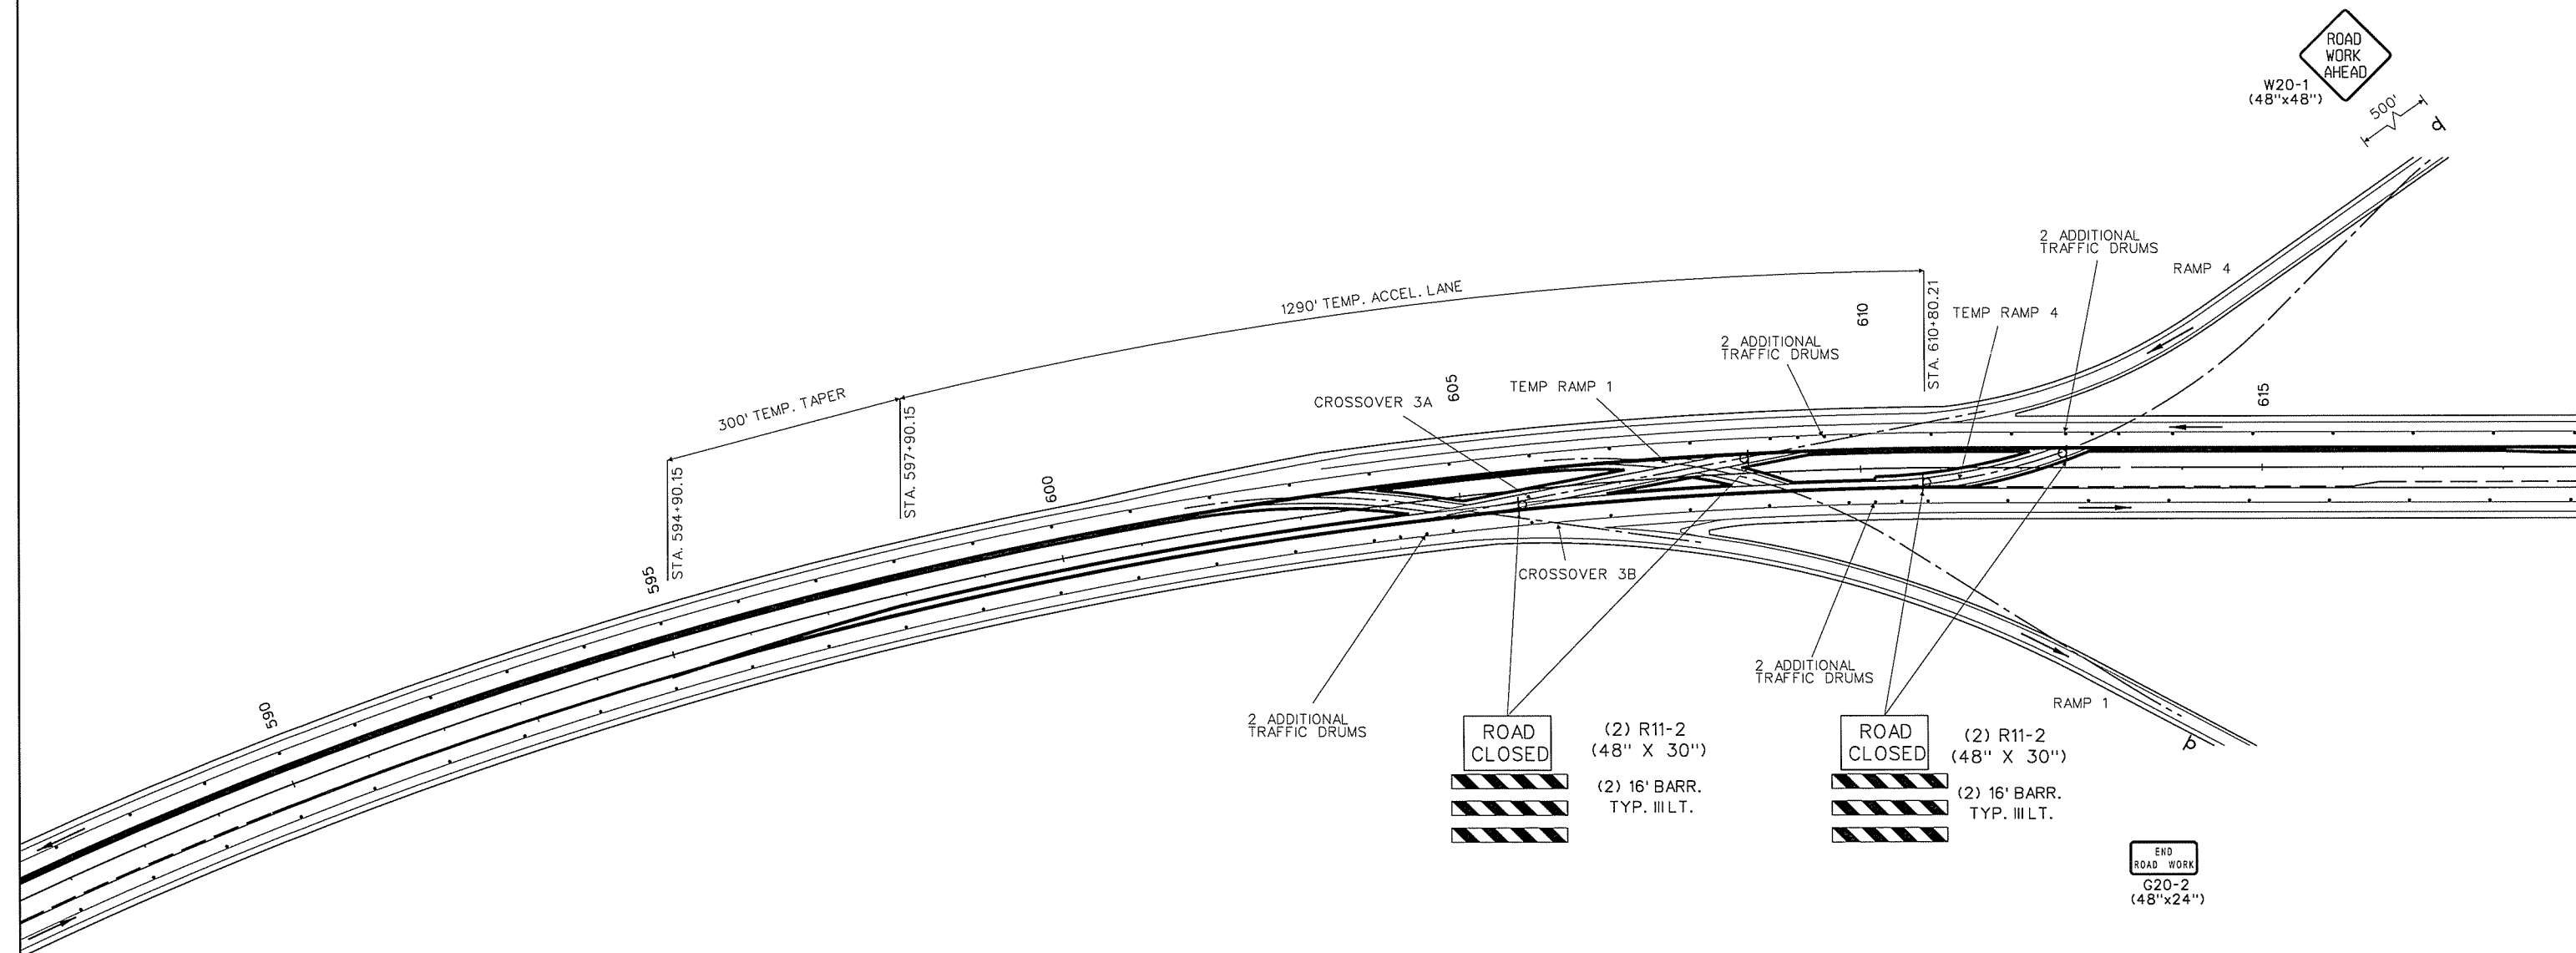 ROAD
WORK
AHEAD
W20-1
(48"x48")
500'
2 ADDITIONAL
TRAFFIC DRUMS
RAMP 4
1290' TEMP. ACCEL. LANE
610
STA. 610+80.21
TEMP RAMP 4
2 ADDITIONAL
TRAFFIC DRUMS
615
300' TEMP. TAPER
605
TEMP RAMP 1
CROSSOVER 3A
STA. 597+90.15
STA. 594+90.15
600
595
CROSSOVER 3B
590
2 ADDITIONAL
TRAFFIC DRUMS
RAMP 1
2 ADDITIONAL
TRAFFIC DRUMS
ROAD
CLOSED
(2) R11-2
(48" X 30")
(2) 16' BARR.
TYP. III LT.
ROAD
CLOSED
(2) R11-2
(48" X 30")
(2) 16' BARR.
TYP. III LT.
END
ROAD WORK
G20-2
(48"x24")